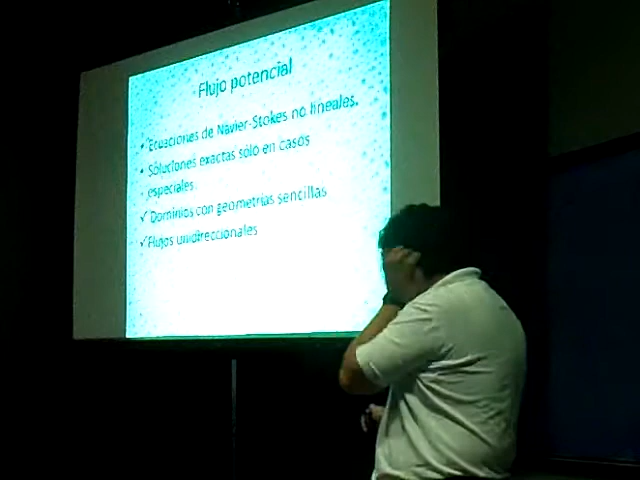 Flujo potencial
• Ecuaciones de Navier-Stokes no lineales.
• Soluciones exactas sólo en casos
especiales.
✓ Dominios con geometrías sencillas
✓ Flujos unidireccionales